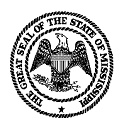 THE GREAT SEAL OF THE STATE OF MISSISSIPPI